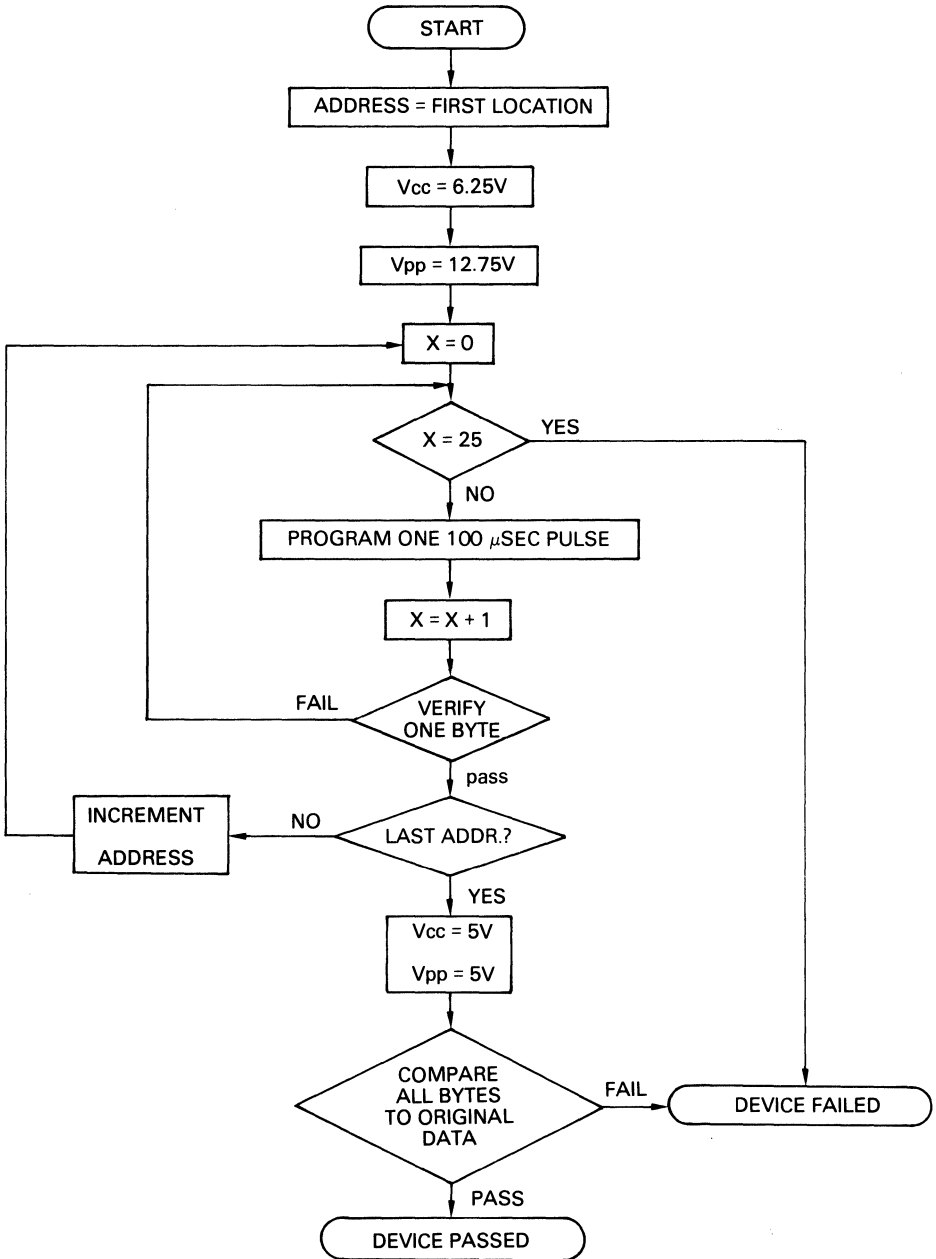 START
ADDRESS = FIRST LOCATION
Vcc = 6.25V
Vpp = 12.75V
X = 0
X = 25
YES
NO
PROGRAM ONE 100 μSEC PULSE
X = X + 1
FAIL
VERIFY
ONE BYTE
pass
INCREMENT
ADDRESS
NO
LAST ADDR.?
YES
Vcc = 5V
Vpp = 5V
COMPARE
ALL BYTES
TO ORIGINAL
DATA
FAIL
DEVICE FAILED
PASS
DEVICE PASSED